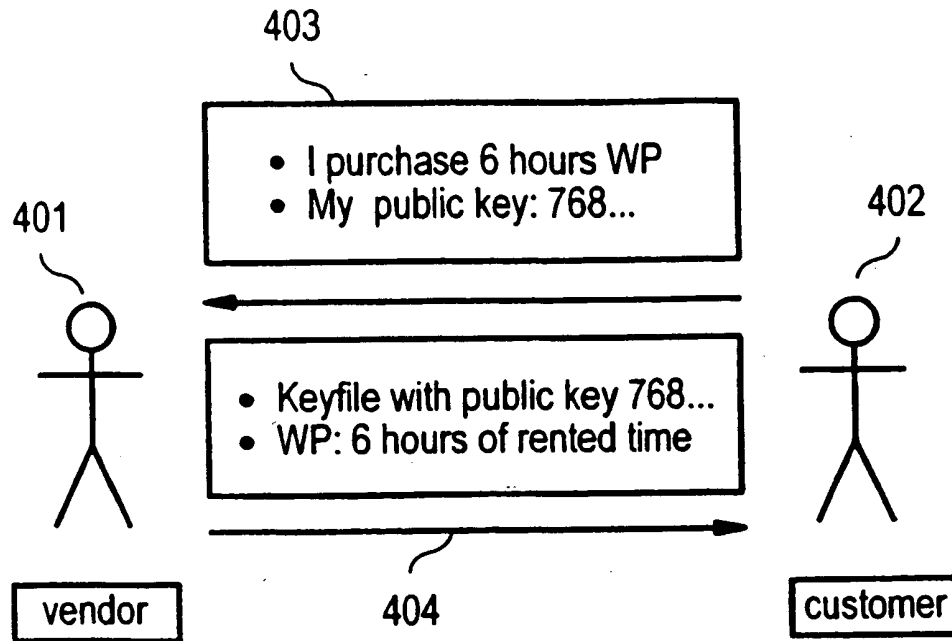 403
• I purchase 6 hours WP
• My public key: 768...
401
402
• Keyfile with public key 768...
• WP: 6 hours of rented time
404
vendor
customer